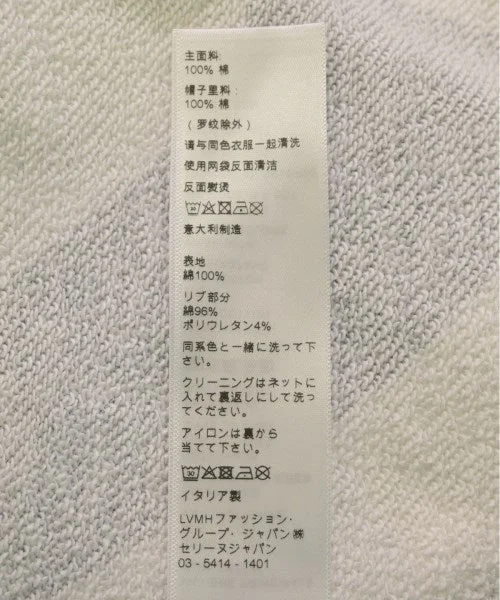 主面料:
100% 棉
帽子里料:
100% 棉
(罗纹除外)
请与同色衣服一起清洗
使用网袋反面清洁
反面熨烫
30
意大利制造
表地
綿100%
リブ部分
綿96%
ポリウレタン4%
同系色と一緒に洗って下
さい。
クリーニングはネットに
入れて裏返しにして洗っ
てください。
アイロンは裏から
当てて下さい。
30
イタリア製
LVMHファッション·
グループ·ジャパン㈱
セリーヌジャパン
03-5414-1401